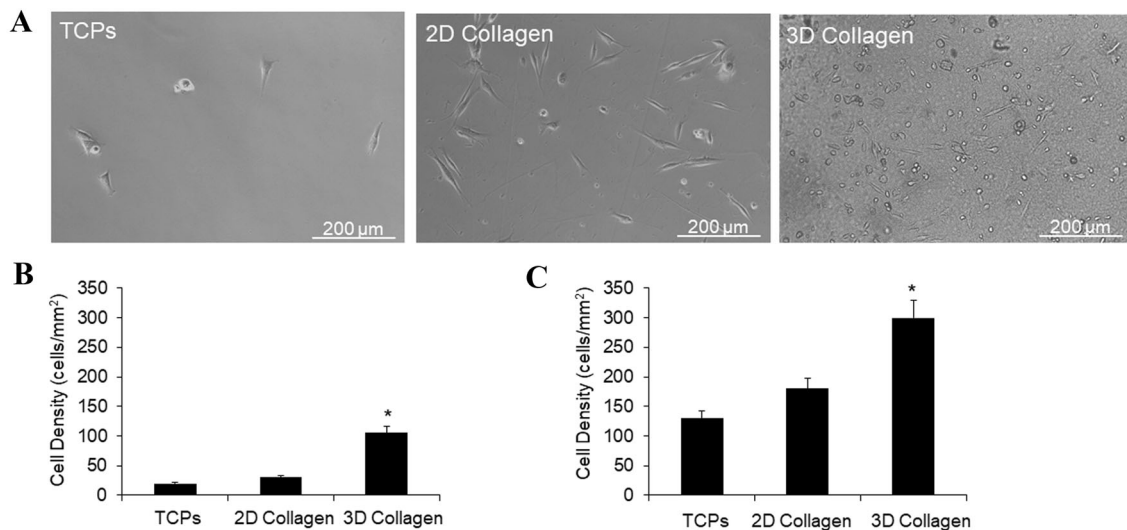 A
TCPs
200 µm
2D Collagen
200 µm
3D Collagen
200 µm
B
Cell Density (cells/mm²)
350
300
250
200
150
100
50
0
*
TCPs 2D Collagen 3D Collagen
C
Cell Density (cells/mm²)
350
300
250
200
150
100
50
0
*
TCPs 2D Collagen 3D Collagen